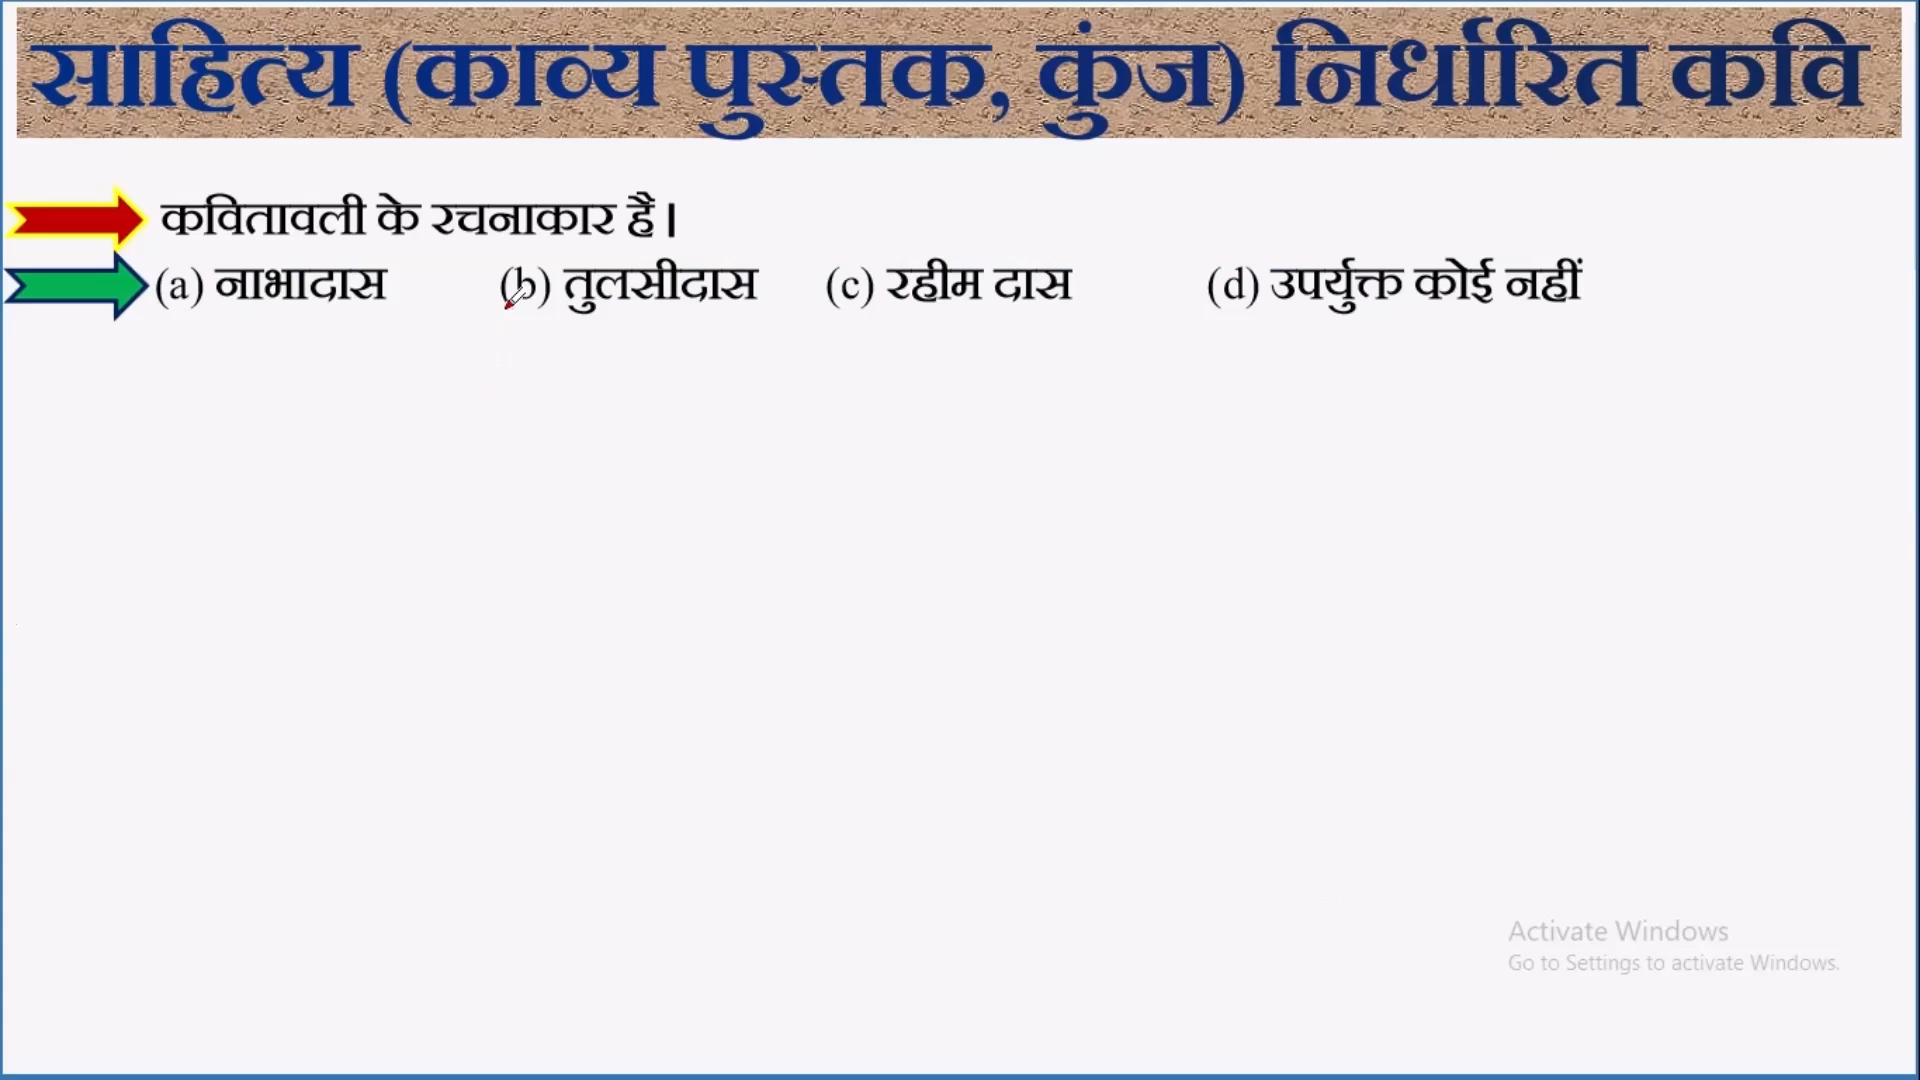 साहित्य (काव्य पुस्तक, कुंज) निर्धारित कवि
कवितावली के रचनाकार है।
(a) नाभादास (b) तुलसीदास (c) रहीम दास (d) उपर्युक्त कोई नहीं
Activate Windows
Go to Settings to activate Windows.